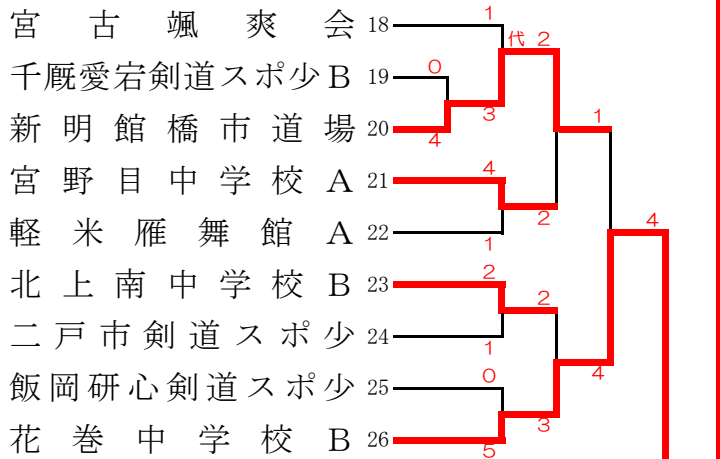 宮古颯爽会 18
千厩愛宕剣道スポ少B 19
新明館橋市道場 20
宮野目中学校A 21
軽米雁舞館A 22
北上南中学校B 23
二戸市剣道スポ少 24
飯岡研心剣道スポ少 25
花巻中学校B 26
1
代 2
0
3
4
1
4
2
1
4
2
2
1
4
0
3
5